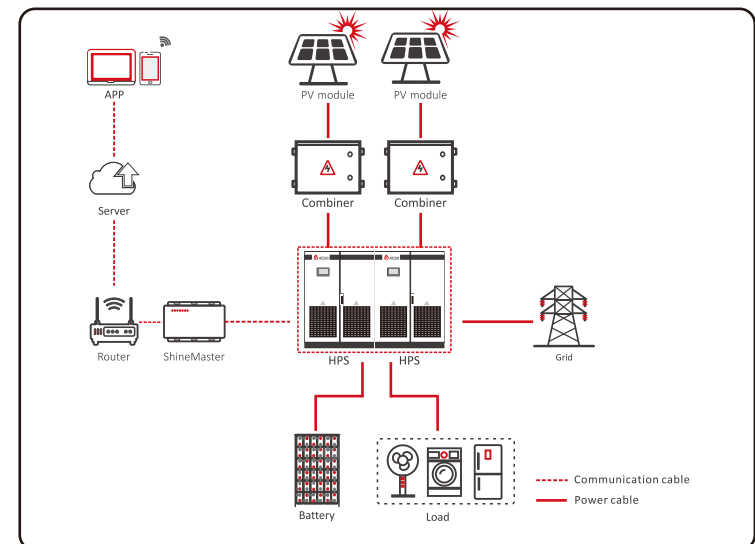 APP
PV module
PV module
Server
Combiner
Combiner
Router
ShineMaster
HPS
HPS
Grid
Battery
Load
Communication cable
Power cable